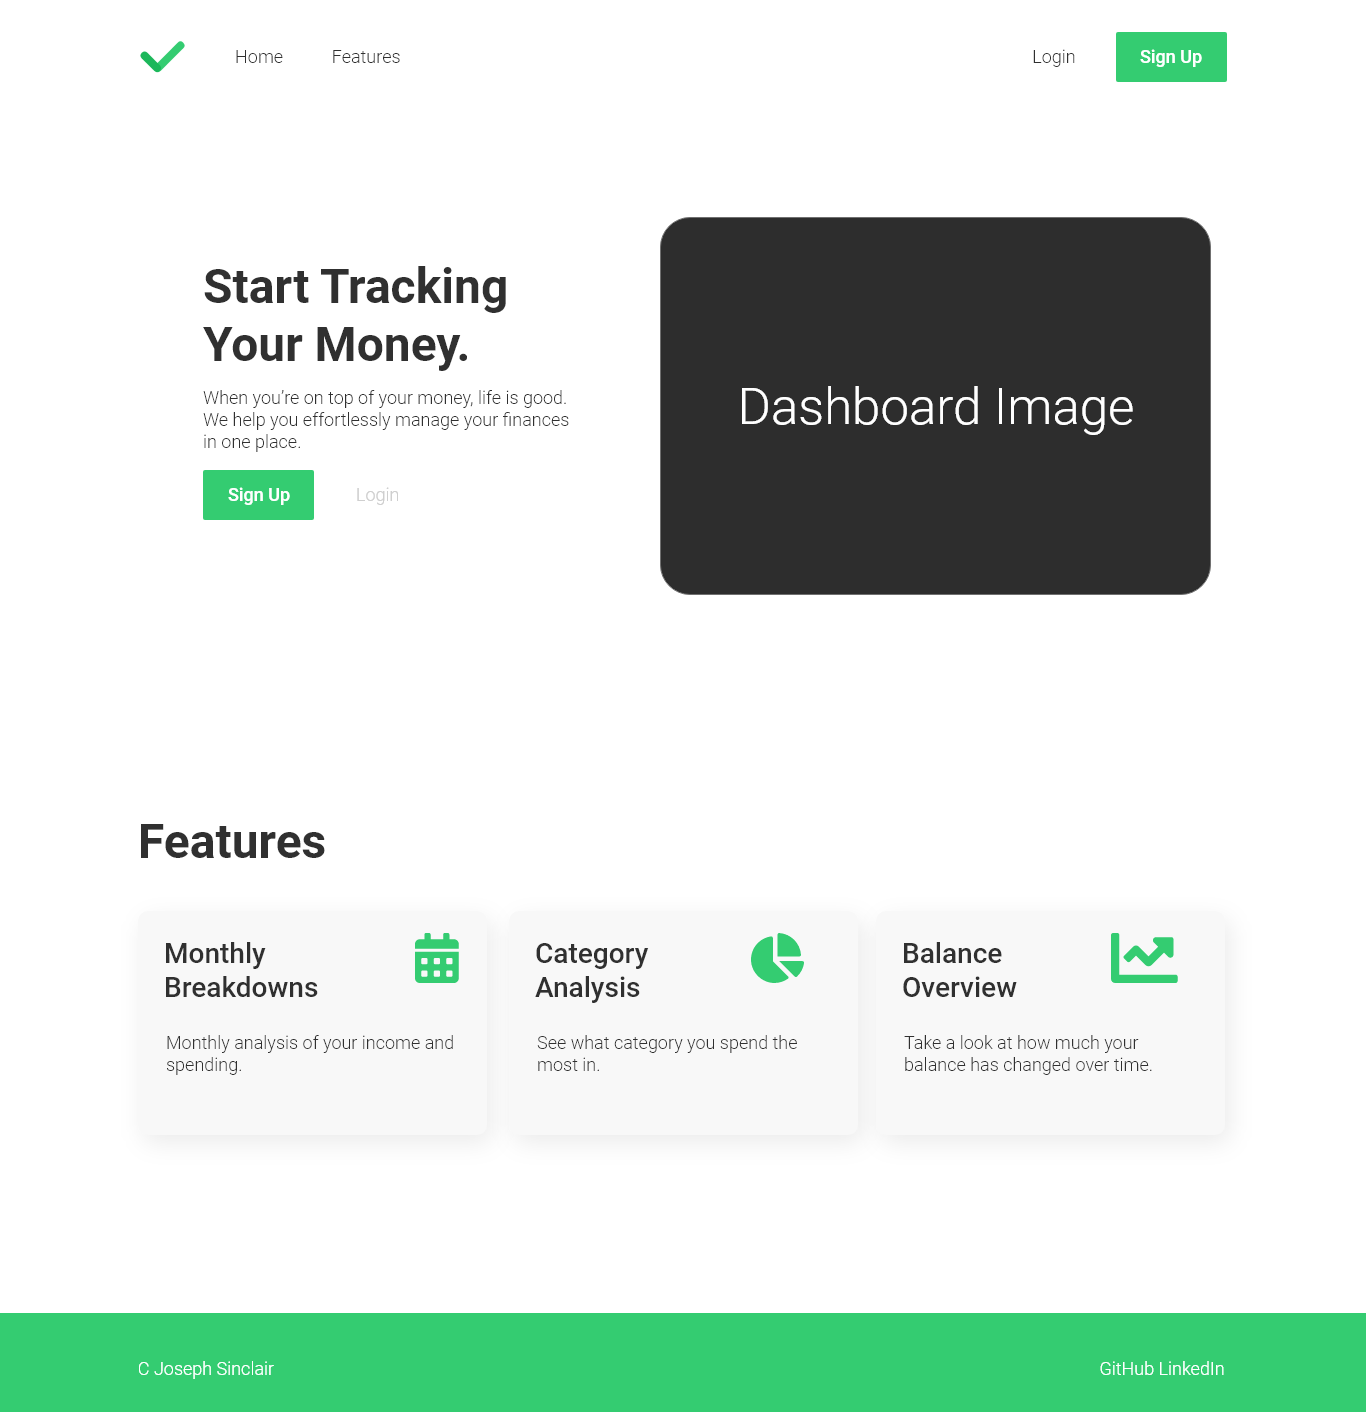 Home Features Login Sign Up
Start Tracking
Your Money.
When you’re on top of your money, life is good.
We help you effortlessly manage your finances
in one place.
Sign Up Login
Dashboard Image
Features
Monthly
Breakdowns
Monthly analysis of your income and
spending.
Category
Analysis
See what category you spend the
most in.
Balance
Overview
Take a look at how much your
balance has changed over time.
C Joseph Sinclair
GitHub LinkedIn